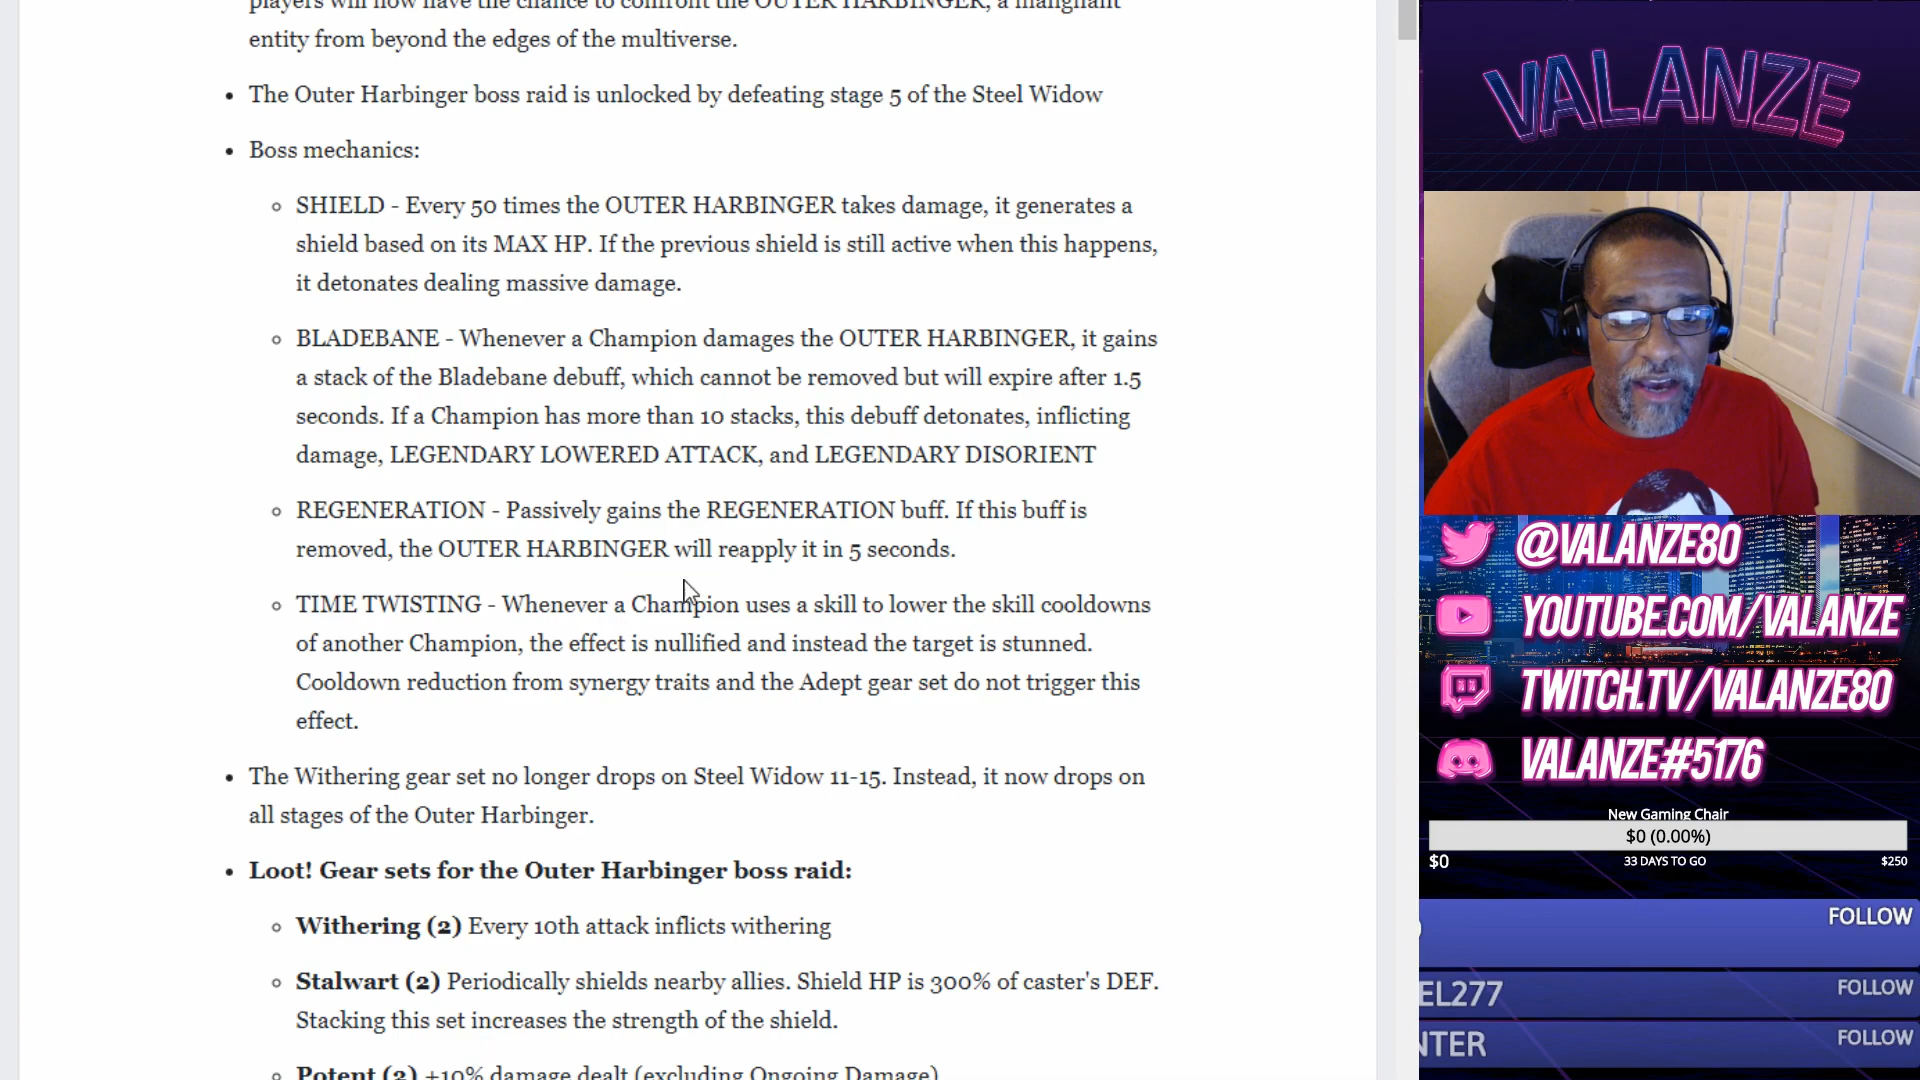 players will now have the chance to confront the OUTER HARBINGER, a malignant
entity from beyond the edges of the multiverse.
• The Outer Harbinger boss raid is unlocked by defeating stage 5 of the Steel Widow
• Boss mechanics:
◦ SHIELD - Every 50 times the OUTER HARBINGER takes damage, it generates a
shield based on its MAX HP. If the previous shield is still active when this happens,
it detonates dealing massive damage.
◦ BLADEBANE - Whenever a Champion damages the OUTER HARBINGER, it gains
a stack of the Bladebane debuff, which cannot be removed but will expire after 1.5
seconds. If a Champion has more than 10 stacks, this debuff detonates, inflicting
damage, LEGENDARY LOWERED ATTACK, and LEGENDARY DISORIENT
◦ REGENERATION - Passively gains the REGENERATION buff. If this buff is
removed, the OUTER HARBINGER will reapply it in 5 seconds.
◦ TIME TWISTING - Whenever a Champion uses a skill to lower the skill cooldowns
of another Champion, the effect is nullified and instead the target is stunned.
Cooldown reduction from synergy traits and the Adept gear set do not trigger this
effect.
• The Withering gear set no longer drops on Steel Widow 11-15. Instead, it now drops on
all stages of the Outer Harbinger.
• Loot! Gear sets for the Outer Harbinger boss raid:
◦ Withering (2) Every 10th attack inflicts withering
◦ Stalwart (2) Periodically shields nearby allies. Shield HP is 300% of caster's DEF.
Stacking this set increases the strength of the shield.
◦ Potent (2) +10% damage dealt (excluding Ongoing Damage)
VALANZE
@VALANZE80
YOUTUBE.COM/VALANZE
TWITCH.TV/VALANZE80
VALANZE#5176
New Gaming Chair
$0 (0.00%)
$0 33 DAYS TO GO $250
FOLLOW
EL277 FOLLOW
NTER FOLLOW